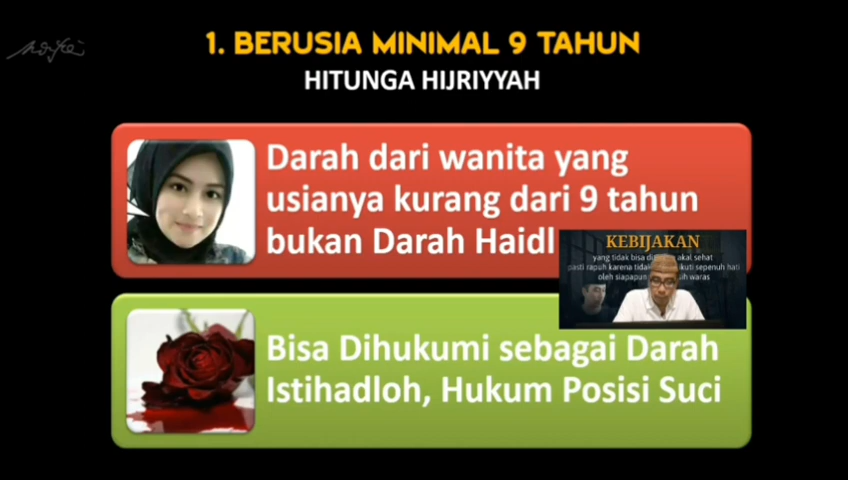 1. BERUSIA MINIMAL 9 TAHUN
HITUNGA HIJRIYYAH
Darah dari wanita yang
usianya kurang dari 9 tahun
bukan Darah Haidl
KEBIJAKAN
yang tidak bisa akal sehat
pasti rapuh karena tidak sepenuh hati
oleh siapapun waras
Bisa Dihukumi sebagai Darah
Istihadloh, Hukum Posisi Suci